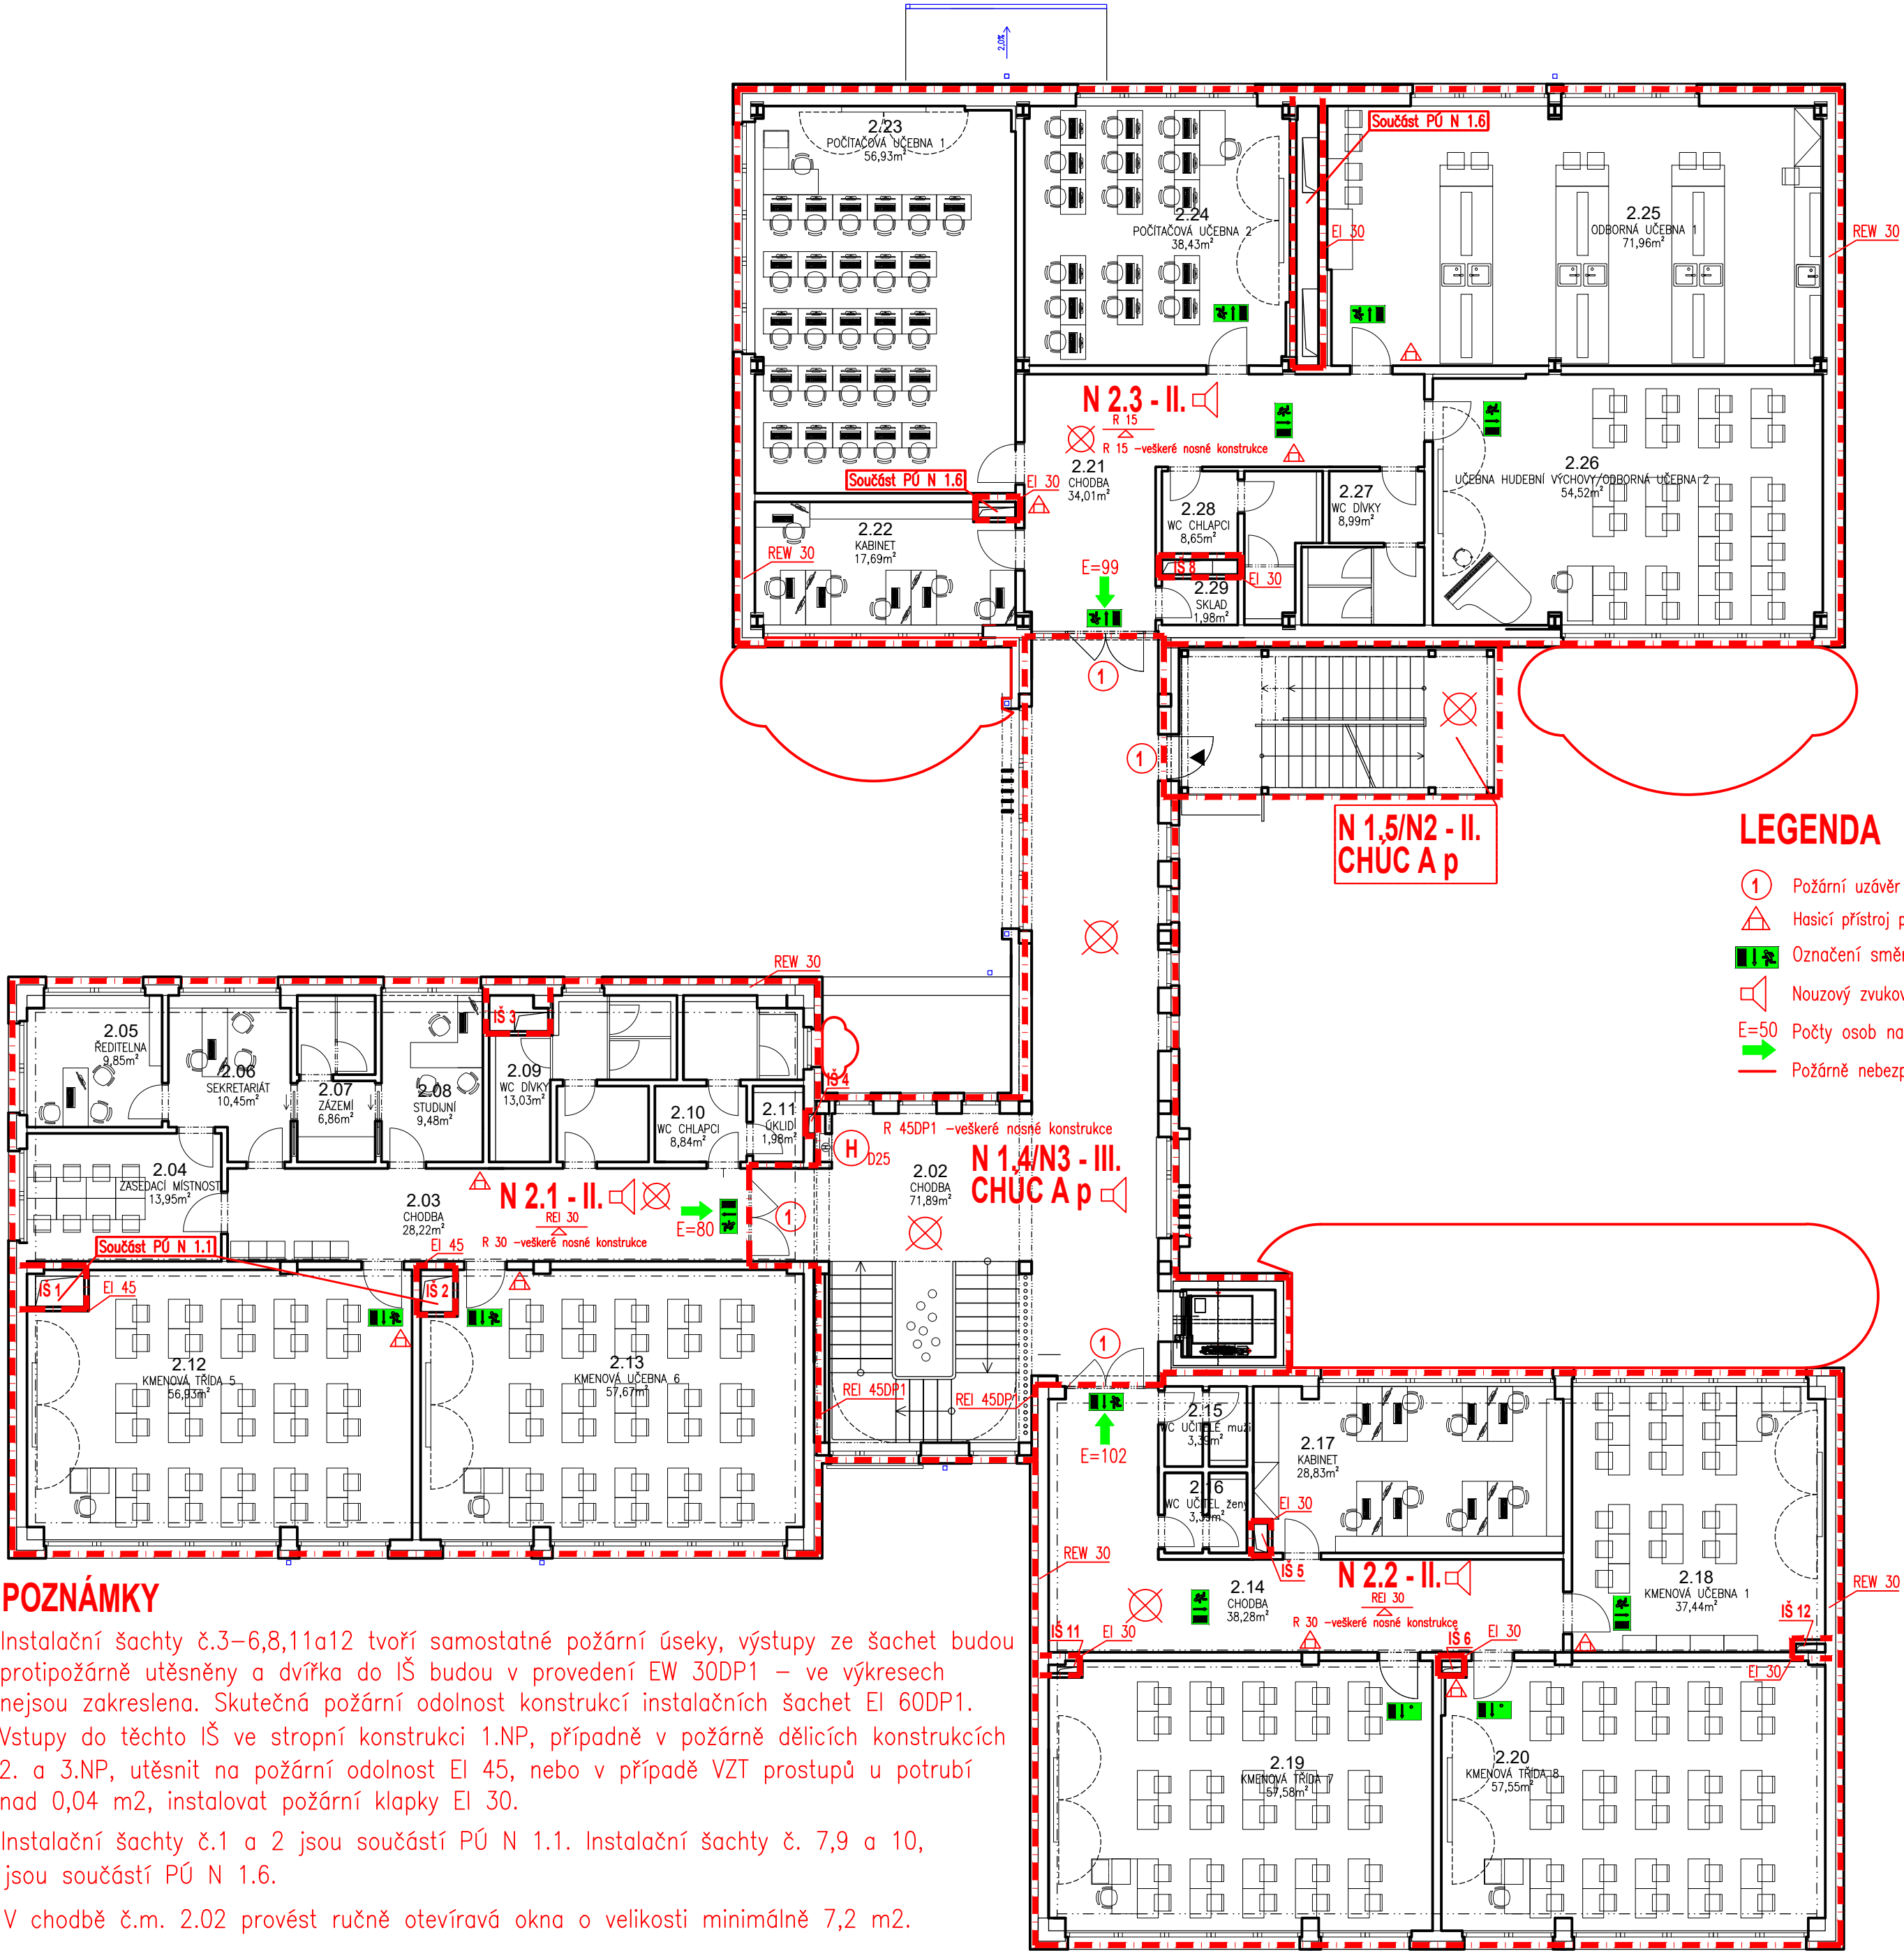 2,0%
2.23
POČÍTAČOVÁ UČEBNA 1
56,93m²
2.24
POČÍTAČOVÁ UČEBNA 2
38,43m²
Součást PÚ N 1.6
EI 30
2.25
ODBORNÁ UČEBNA 1
71,96m²
REW 30
N 2.3 - II.
R 15
R 15 –veškeré nosné konstrukce
2.21
CHODBA
34,01m²
Součást PÚ N 1.6
EI 30
2.22
KABINET
17,69m²
REW 30
2.28
WC CHLAPCI
8,65m²
2.27
WC DÍVKY
8,99m²
2.26
UČEBNA HUDEBNÍ VÝCHOVY/ODBORNÁ UČEBNA 2
54,52m²
IŠ 8
EI 30
2.29
SKLAD
1,98m²
E=99
1
1
N 1.5/N2 - II.
CHÚC A p
LEGENDA
1 Požární uzávěr
Hasicí přístroj p
Označení směr
Nouzový zvukov
E=50 Počty osob na
Požárně nebezp
REW 30
2.05
ŘEDITELNA
9,85m²
2.06
SEKRETARIÁT
10,45m²
2.07
ZÁZEMÍ
6,86m²
2.08
STUDIJNÍ
9,48m²
IŠ 3
2.09
WC DÍVKY
13,03m²
2.10
WC CHLAPCI
8,84m²
2.11
ÚKLID
1,98m²
IŠ 4
H
D25
R 45DP1 –veškeré nosné konstrukce
2.02
CHODBA
71,89m²
N 1.4/N3 - III.
CHÚC A p
2.04
ZASEDACÍ MÍSTNOST
13,95m²
2.03
CHODBA
28,22m²
N 2.1 - II.
REI 30
R 30 –veškeré nosné konstrukce
E=80
1
Součást PÚ N 1.1
EI 45
IŠ 1
EI 45
IŠ 2
2.12
KMENOVÁ TŘÍDA 5
56,93m²
2.13
KMENOVÁ UČEBNA 6
57,67m²
REI 45DP1
REI 45DP1
1
E=102
2.15
WC UČITELÉ muži
3,39m²
2.16
WC UČITEL ženy
3,39m²
2.17
KABINET
28,83m²
EI 30
IŠ 5
REW 30
2.14
CHODBA
38,28m²
N 2.2 - II.
REI 30
R 30 –veškeré nosné konstrukce
2.18
KMENOVÁ UČEBNA 1
37,44m²
REW 30
IŠ 12
EI 30
IŠ 11
EI 30
IŠ 6
EI 30
2.19
KMENOVÁ TŘÍDA 7
57,58m²
2.20
KMENOVÁ TŘÍDA 8
57,55m²
POZNÁMKY
Instalační šachty č.3–6,8,11a12 tvoří samostatné požární úseky, výstupy ze šachet budou
protipožárně utěsněny a dvířka do IŠ budou v provedení EW 30DP1 – ve výkresech
nejsou zakreslena. Skutečná požární odolnost konstrukcí instalačních šachet EI 60DP1.
Vstupy do těchto IŠ ve stropní konstrukci 1.NP, případně v požárně dělicích konstrukcích
2. a 3.NP, utěsnit na požární odolnost EI 45, nebo v případě VZT prostupů u potrubí
nad 0,04 m2, instalovat požární klapky EI 30.
Instalační šachty č.1 a 2 jsou součástí PÚ N 1.1. Instalační šachty č. 7,9 a 10,
jsou součástí PÚ N 1.6.
V chodbě č.m. 2.02 provést ručně otevíravá okna o velikosti minimálně 7,2 m2.